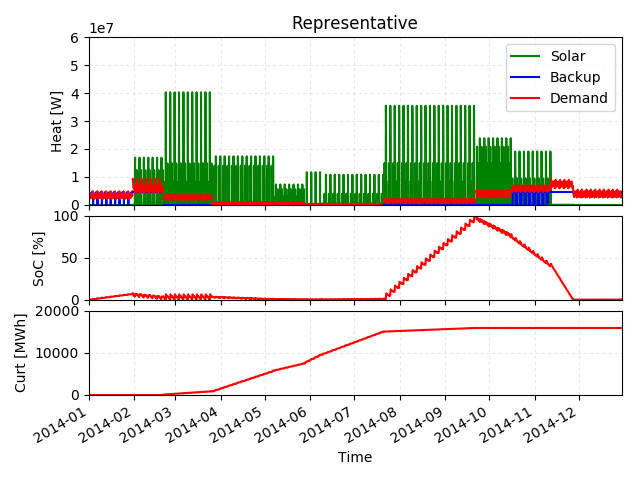 Representative
1e7
6
5
4
3
2
1
0
Heat [W]
Solar
Backup
Demand
100
50
0
SoC [%]
20000
10000
0
Curt [MWh]
2014-01
2014-02
2014-03
2014-04
2014-05
2014-06
2014-07
2014-08
2014-09
2014-10
2014-11
2014-12
Time